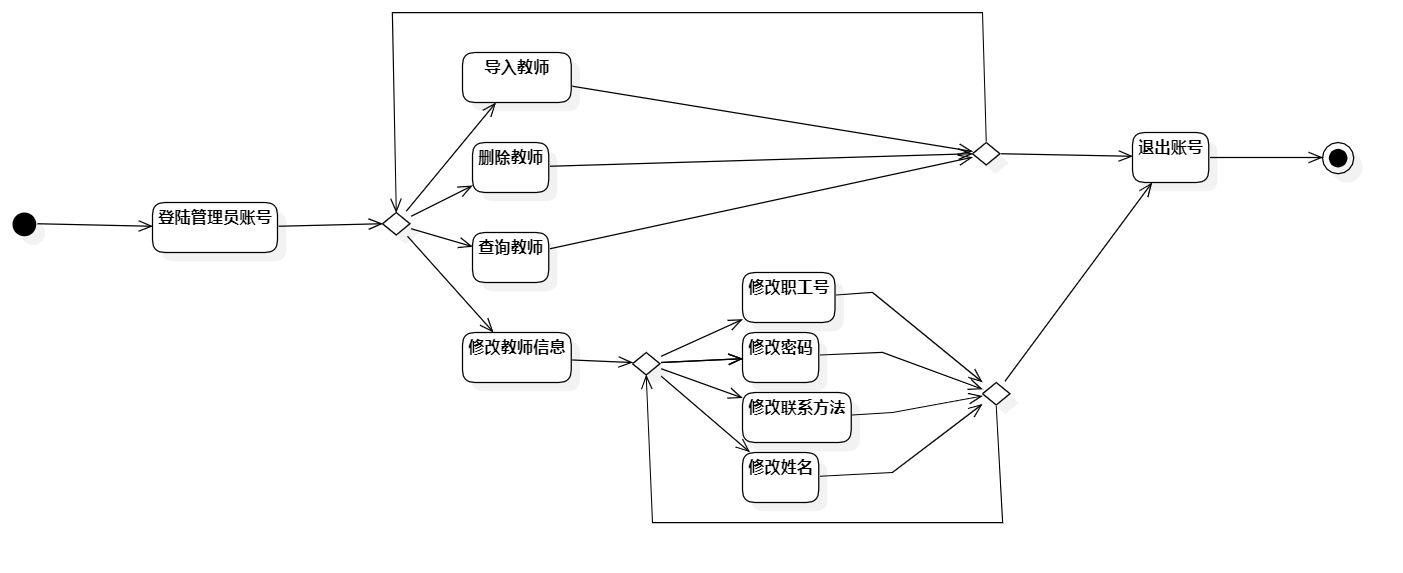 导入教师
删除教师
退出账号
登陆管理员账号
查询教师
修改职工号
修改教师信息
修改密码
修改联系方法
修改姓名